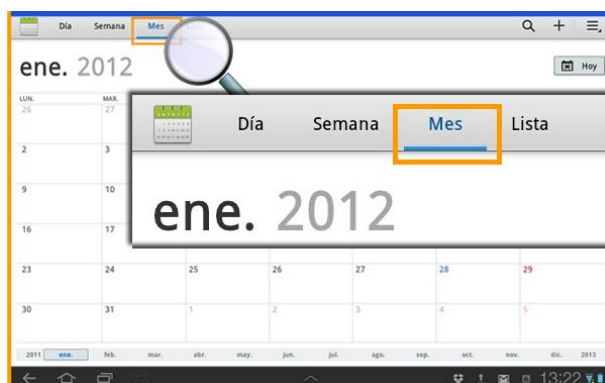 Día Semana Mes
ene. 2012
Hoy
LUN. MAR.
26 27
Día Semana Mes Lista
ene. 2012
2 3
9 10
16 17
23 24 25 26 27 28 29
30 31 1 2 3 4 5
2011 ene. feb. mar. abr. may. jun. jul. ago. sep. oct. nov. dic. 2013
13:22